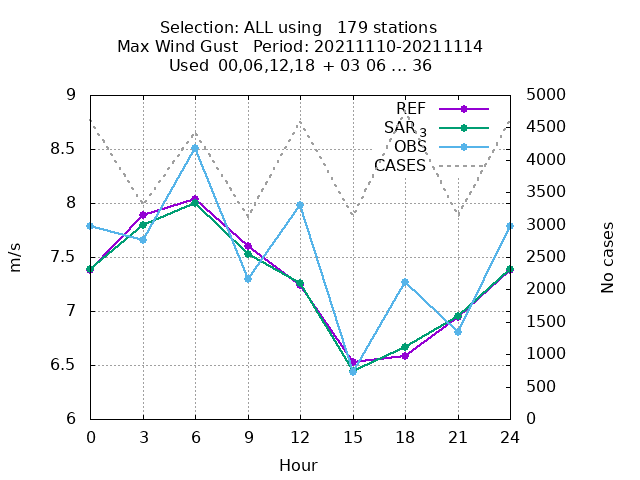 Selection: ALL using 179 stations
Max Wind Gust Period: 20211110-20211114
Used 00,06,12,18 + 03 06 ... 36
REF
SAR 3
OBS
CASES
9
8.5
8
7.5
7
6.5
6
5000
4500
4000
3500
3000
2500
2000
1500
1000
500
0
m/s
No cases
0 3 6 9 12 15 18 21 24
Hour